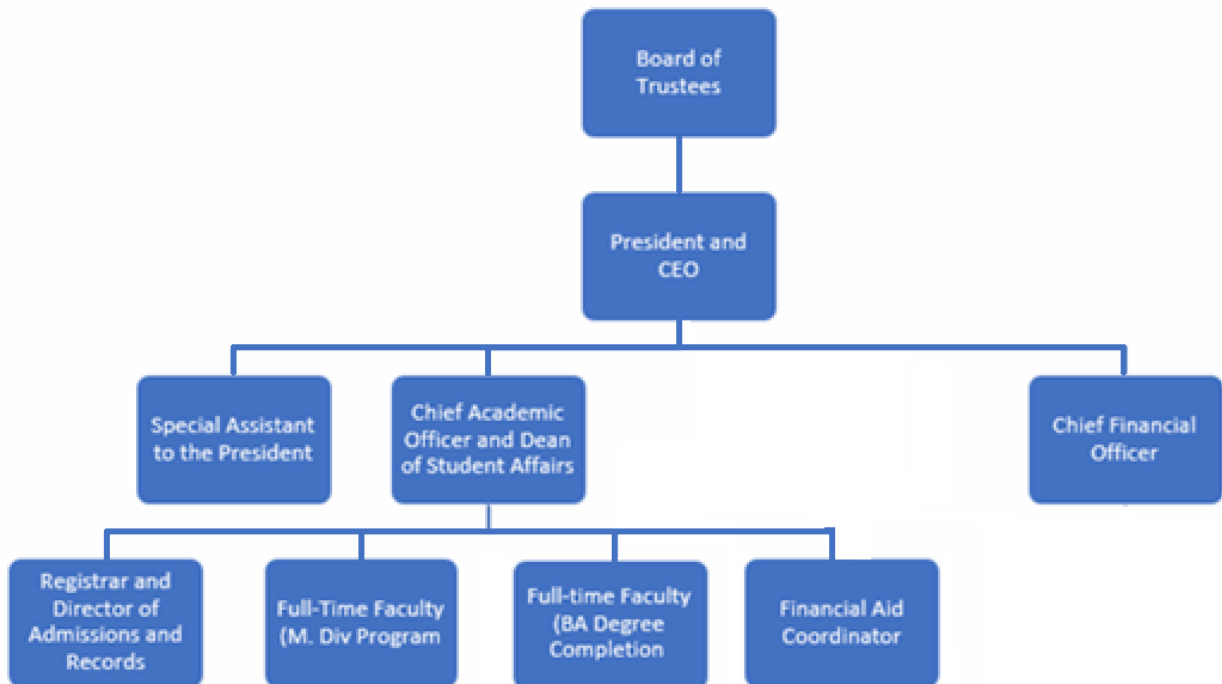 Board of
Trustees
President and
CEO
Special Assistant
to the President
Chief Academic
Officer and Dean
of Student Affairs
Chief Financial
Officer
Registrar and
Director of
Admissions and
Records
Full-Time Faculty
(M. Div Program
Full-time Faculty
(BA Degree
Completion
Financial Aid
Coordinator